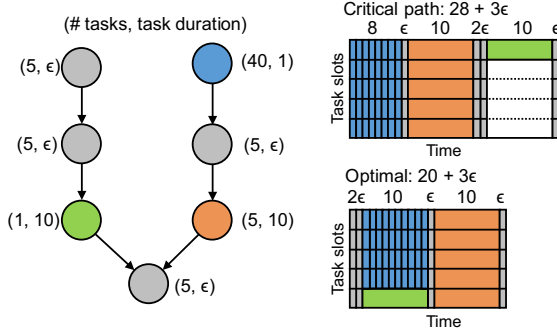 (# tasks, task duration)
(5, ϵ)
(40, 1)
(5, ϵ)
(5, ϵ)
(1, 10)
(5, 10)
(5, ϵ)
Critical path: 28 + 3ϵ
8 ϵ 10 2ϵ 10 ϵ
Task slots
Time
Optimal: 20 + 3ϵ
2ϵ 10 ϵ 10
Task slots
Time